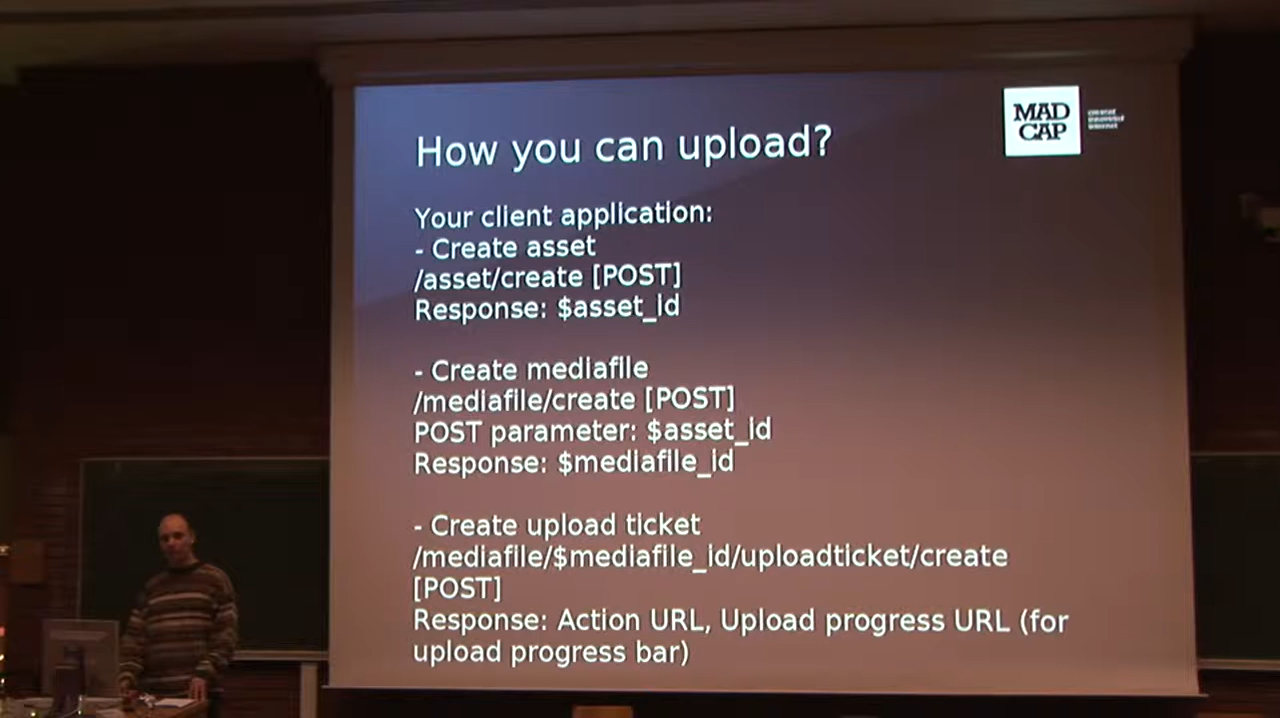 How you can upload?
MAD
CAP
Your client application:
- Create asset
/asset/create [POST]
Response: $asset_id
- Create mediafile
/mediafile/create [POST]
POST parameter: $asset_id
Response: $mediafile_id
- Create upload ticket
/mediafile/$mediafile_id/uploadticket/create
[POST]
Response: Action URL, Upload progress URL (for
upload progress bar)